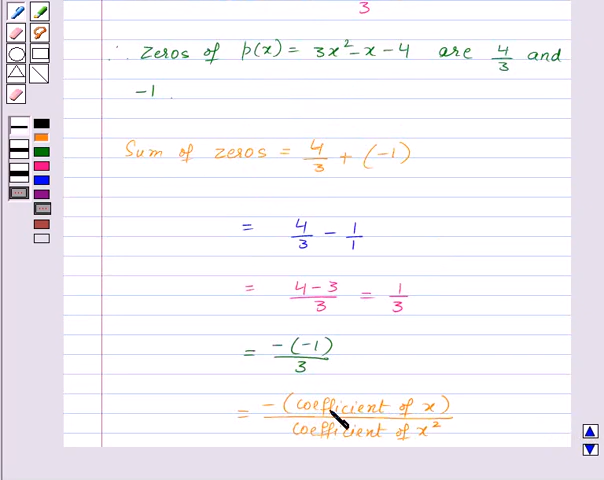 3
∴ Zeros of p(x) = 3x² - x - 4 are 4/3 and
-1.
Sum of zeros = 4/3 + (-1)
= 4/3 - 1/1
= (4-3)/3 = 1/3
= -(-1)/3
= -(coefficient of x)/coefficient of x²